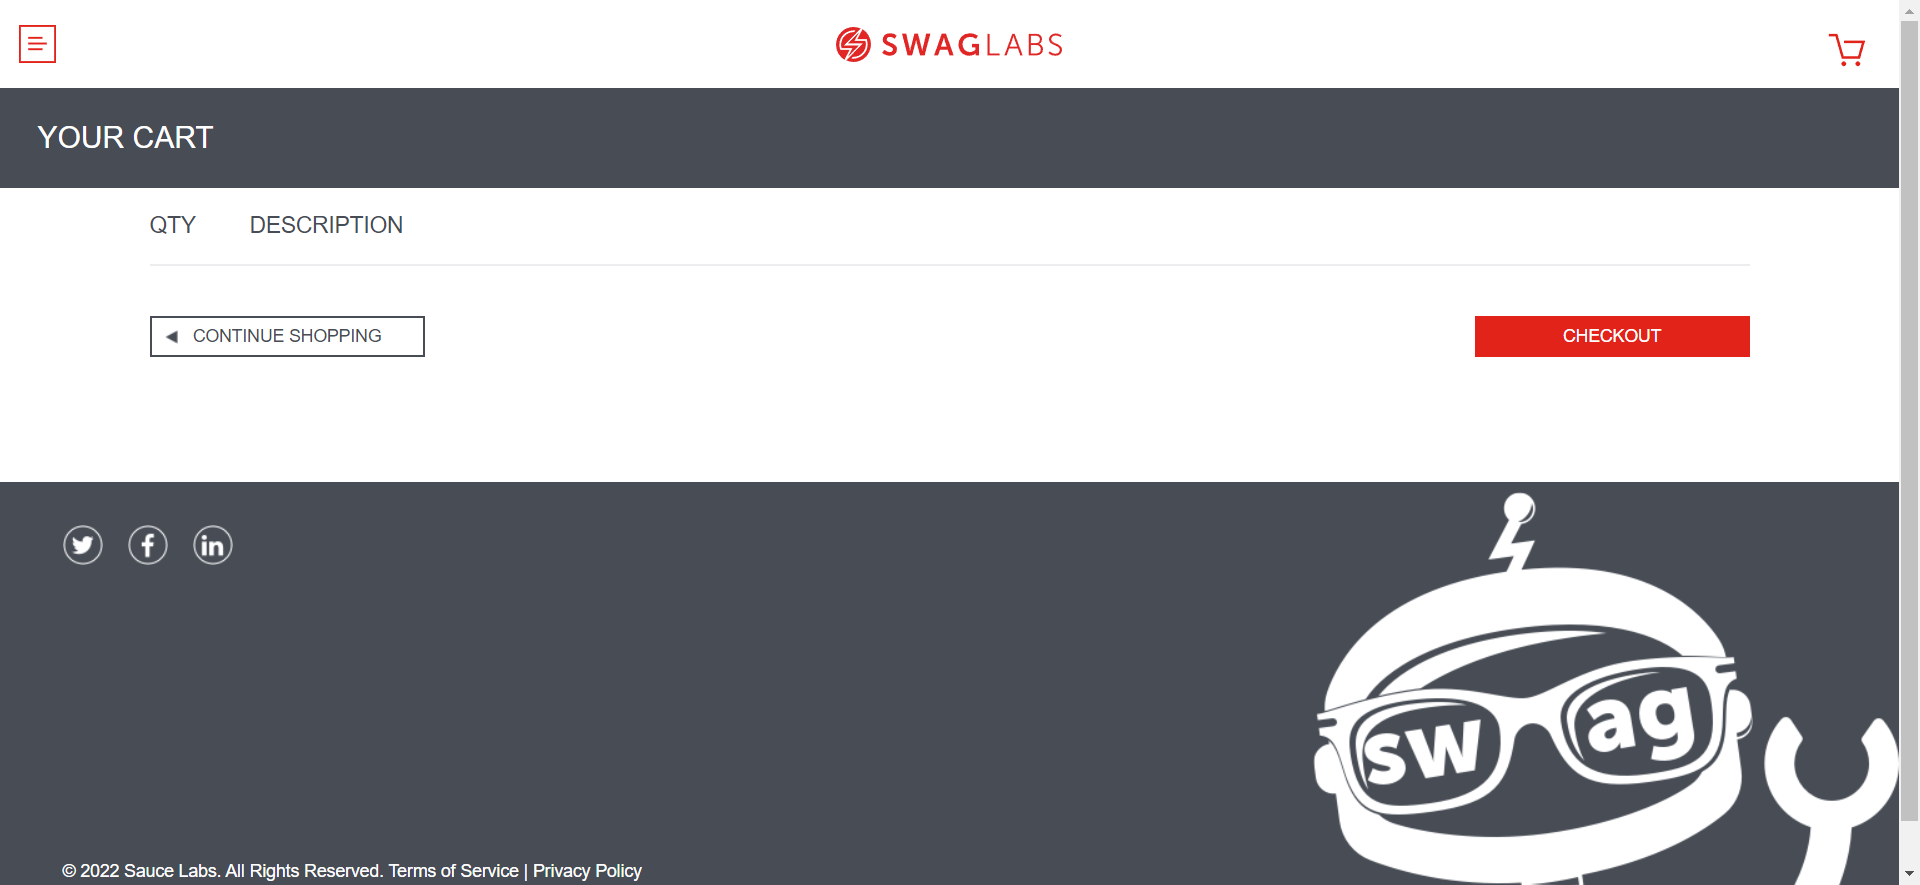 SWAGLABS
YOUR CART
QTY DESCRIPTION
CONTINUE SHOPPING CHECKOUT
in
sw ag
© 2022 Sauce Labs. All Rights Reserved. Terms of Service | Privacy Policy